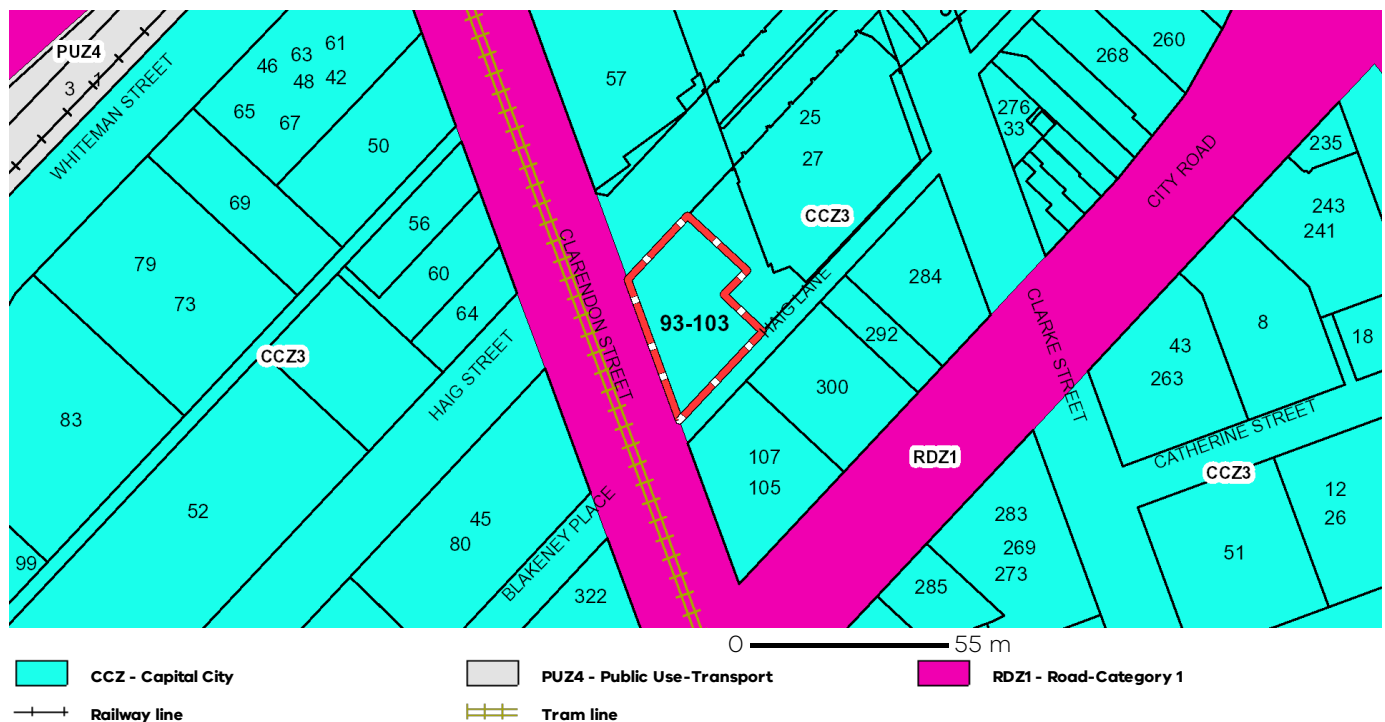 PUZ4
3
7
WHITEMAN STREET
46
63
61
48
42
65
67
50
57
25
27
CCZ3
268
260
276
33
235
CITY ROAD
243
241
69
56
60
64
79
73
CLARENDON STREET
93-103
HAIG LANE
284
292
300
CLARKE STREET
8
18
43
263
CCZ3
HAIG STREET
83
107
105
RDZ1
CATHERINE STREET
CCZ3
12
26
52
45
80
BLAKENEY PLACE
283
269
273
51
99
322
285
0 55 m
CCZ - Capital City
PUZ4 - Public Use-Transport
RDZ1 - Road-Category 1
Railway line
Tram line